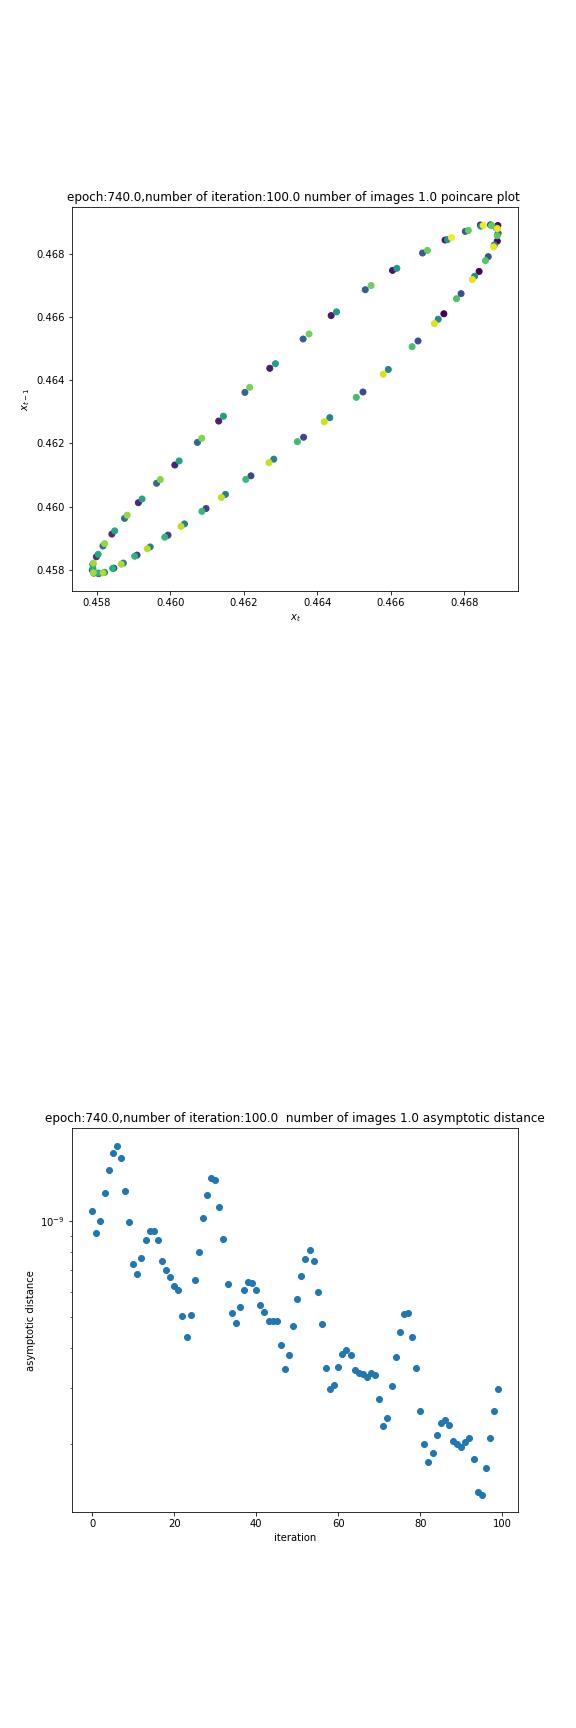 epoch:740.0,number of iteration:100.0 number of images 1.0 poincare plot
0.468
0.466
0.464
0.462
0.460
0.458
x_{t-1}
0.458 0.460 0.462 0.464 0.466 0.468
x_t
epoch:740.0,number of iteration:100.0  number of images 1.0 asymptotic distance
10^{-9}
asymptotic distance
0 20 40 60 80 100
iteration